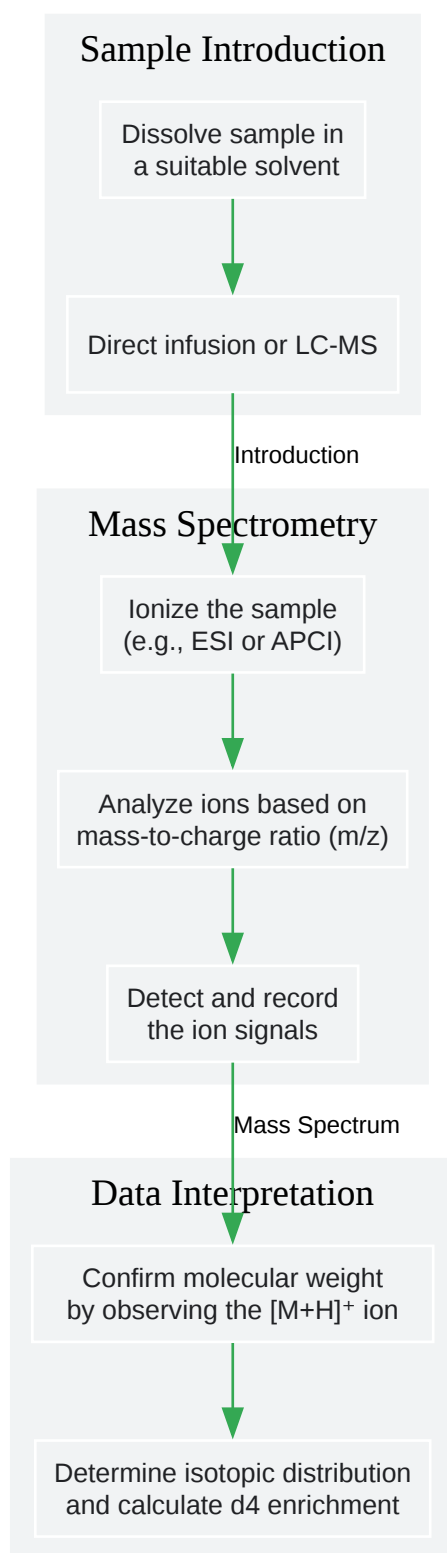 Sample Introduction
Dissolve sample in
a suitable solvent
Direct infusion or LC-MS
Introduction
Mass Spectrometry
Ionize the sample
(e.g., ESI or APCI)
Analyze ions based on
mass-to-charge ratio (m/z)
Detect and record
the ion signals
Mass Spectrum
Data Interpretation
Confirm molecular weight
by observing the [M+H]⁺ ion
Determine isotopic distribution
and calculate d4 enrichment